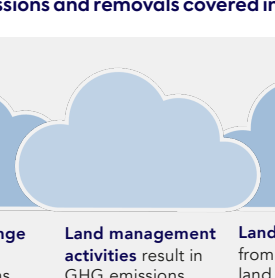 ssions and removals covered in
nge
Land management
activities result in
GHG emissions
Land
from
land